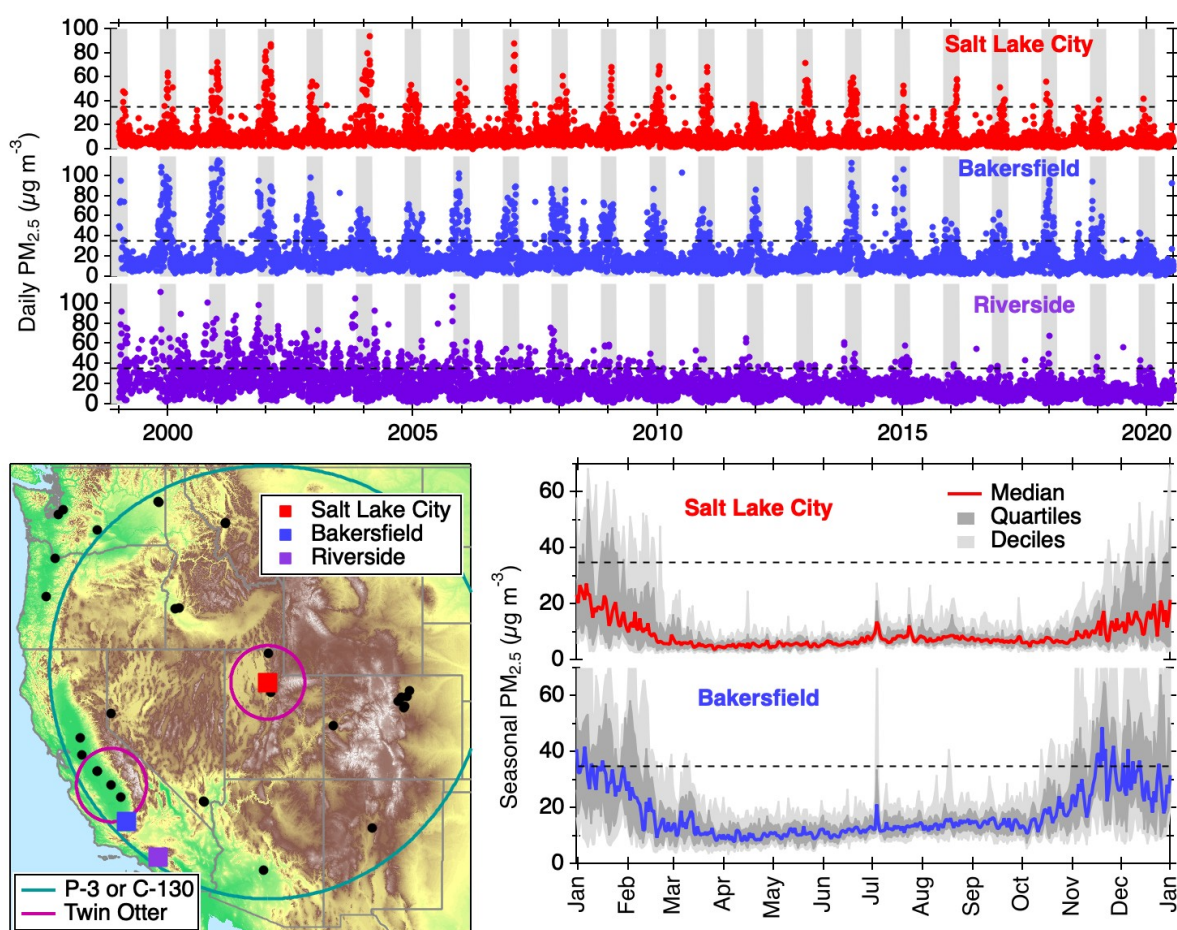 100
80
60
40
20
0
Salt Lake City
100
80
60
40
20
0
Bakersfield
100
80
60
40
20
0
Riverside
Daily PM2.5 (µg m-3)
2000 2005 2010 2015 2020
Salt Lake City
Bakersfield
Riverside
P-3 or C-130
Twin Otter
60
40
20
0
Salt Lake City
Median
Quartiles
Deciles
60
40
20
0
Bakersfield
Seasonal PM2.5 (µg m-3)
Jan Feb Mar Apr May Jun Jul Aug Sep Oct Nov Dec Jan